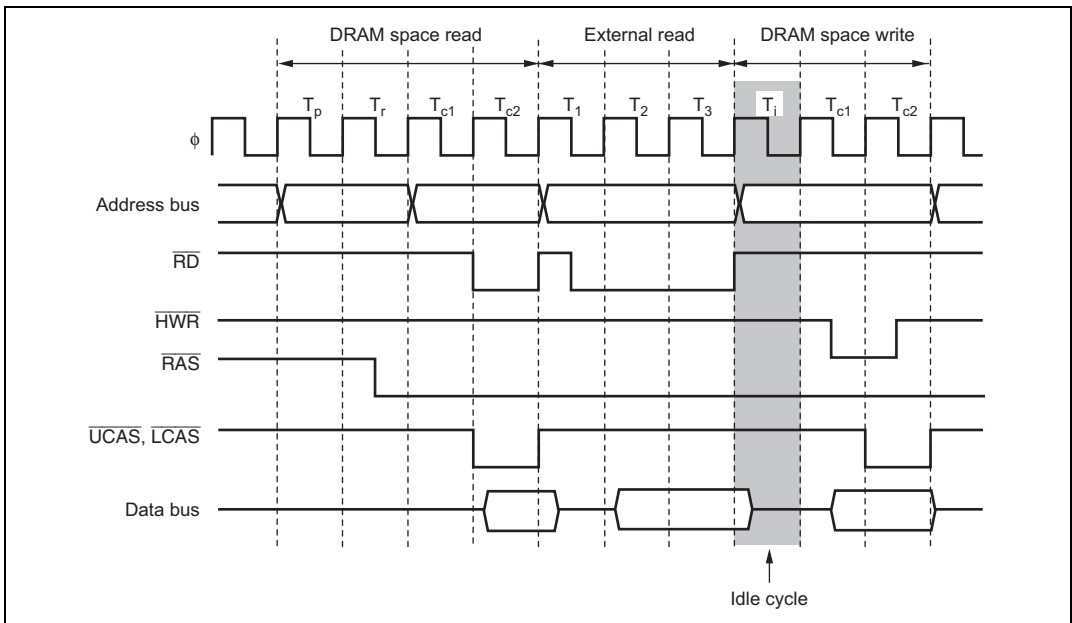 DRAM space read External read DRAM space write
Tp Tr Tc1 Tc2 T1 T2 T3 Ti Tc1 Tc2
ϕ
Address bus
RD
HWR
RAS
UCAS, LCAS
Data bus
Idle cycle